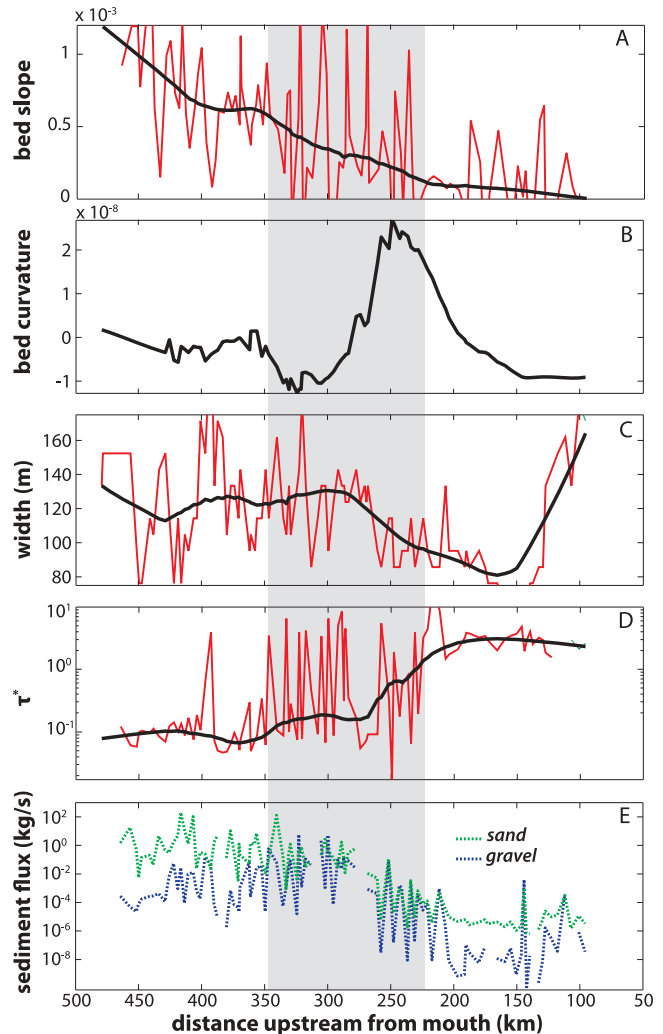 x 10⁻³
A
1
0.5
0
bed slope
x 10⁻⁸
B
2
0
-1
bed curvature
C
160
140
120
100
80
width (m)
D
10¹
10⁰
10⁻¹
τ*
E
10²
10⁰
10⁻²
10⁻⁴
10⁻⁶
10⁻⁸
sediment flux (kg/s)
sand
gravel
500 450 400 350 300 250 200 150 100 50
distance upstream from mouth (km)